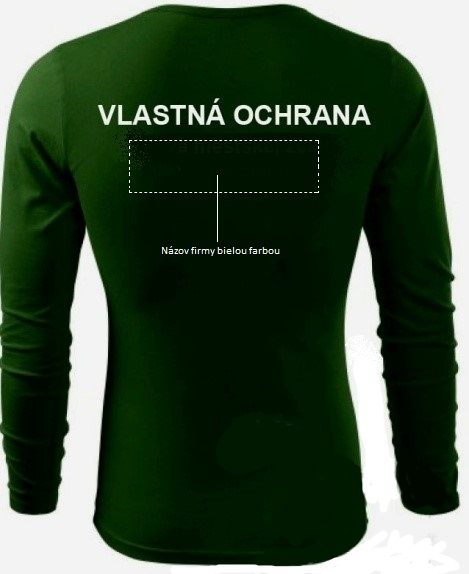 VLASTNÁ OCHRANA
Názov firmy bielou farbou